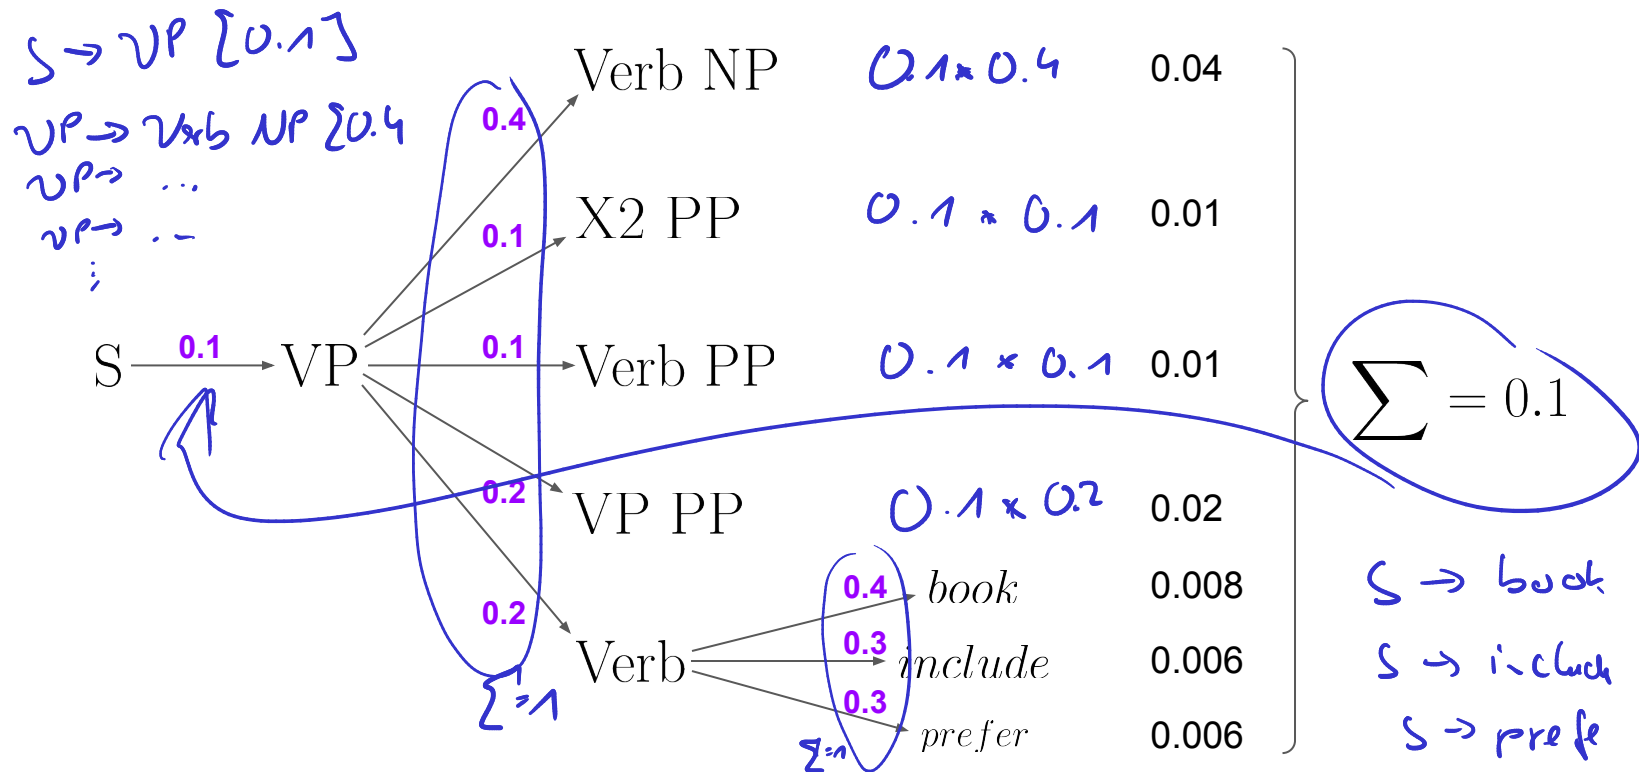 S → VP [0.1]
VP → Verb NP [0.4
VP → ...
VP → ..
⋮
Verb NP 0.1 * 0.4 0.04
0.4
X2 PP 0.1 * 0.1 0.01
0.1
S 0.1 VP 0.1 Verb PP 0.1 * 0.1 0.01
∑ = 0.1
0.2
VP PP 0.1 * 0.2 0.02
0.4 book 0.008 S → book
0.2
Verb 0.3 include 0.006 S → include
0.3
Σ=1
prefer 0.006 S → prefe
Σ=1